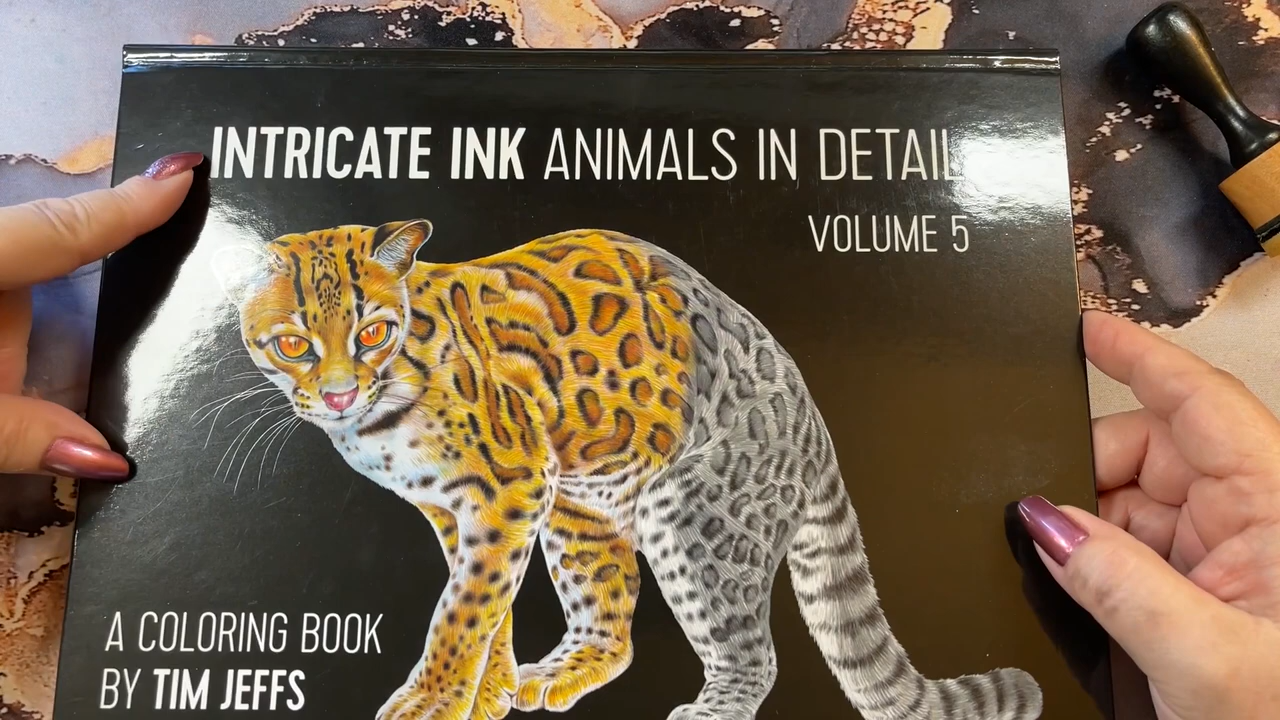 INTRICATE INK ANIMALS IN DETAIL
VOLUME 5
A COLORING BOOK
BY TIM JEFFS